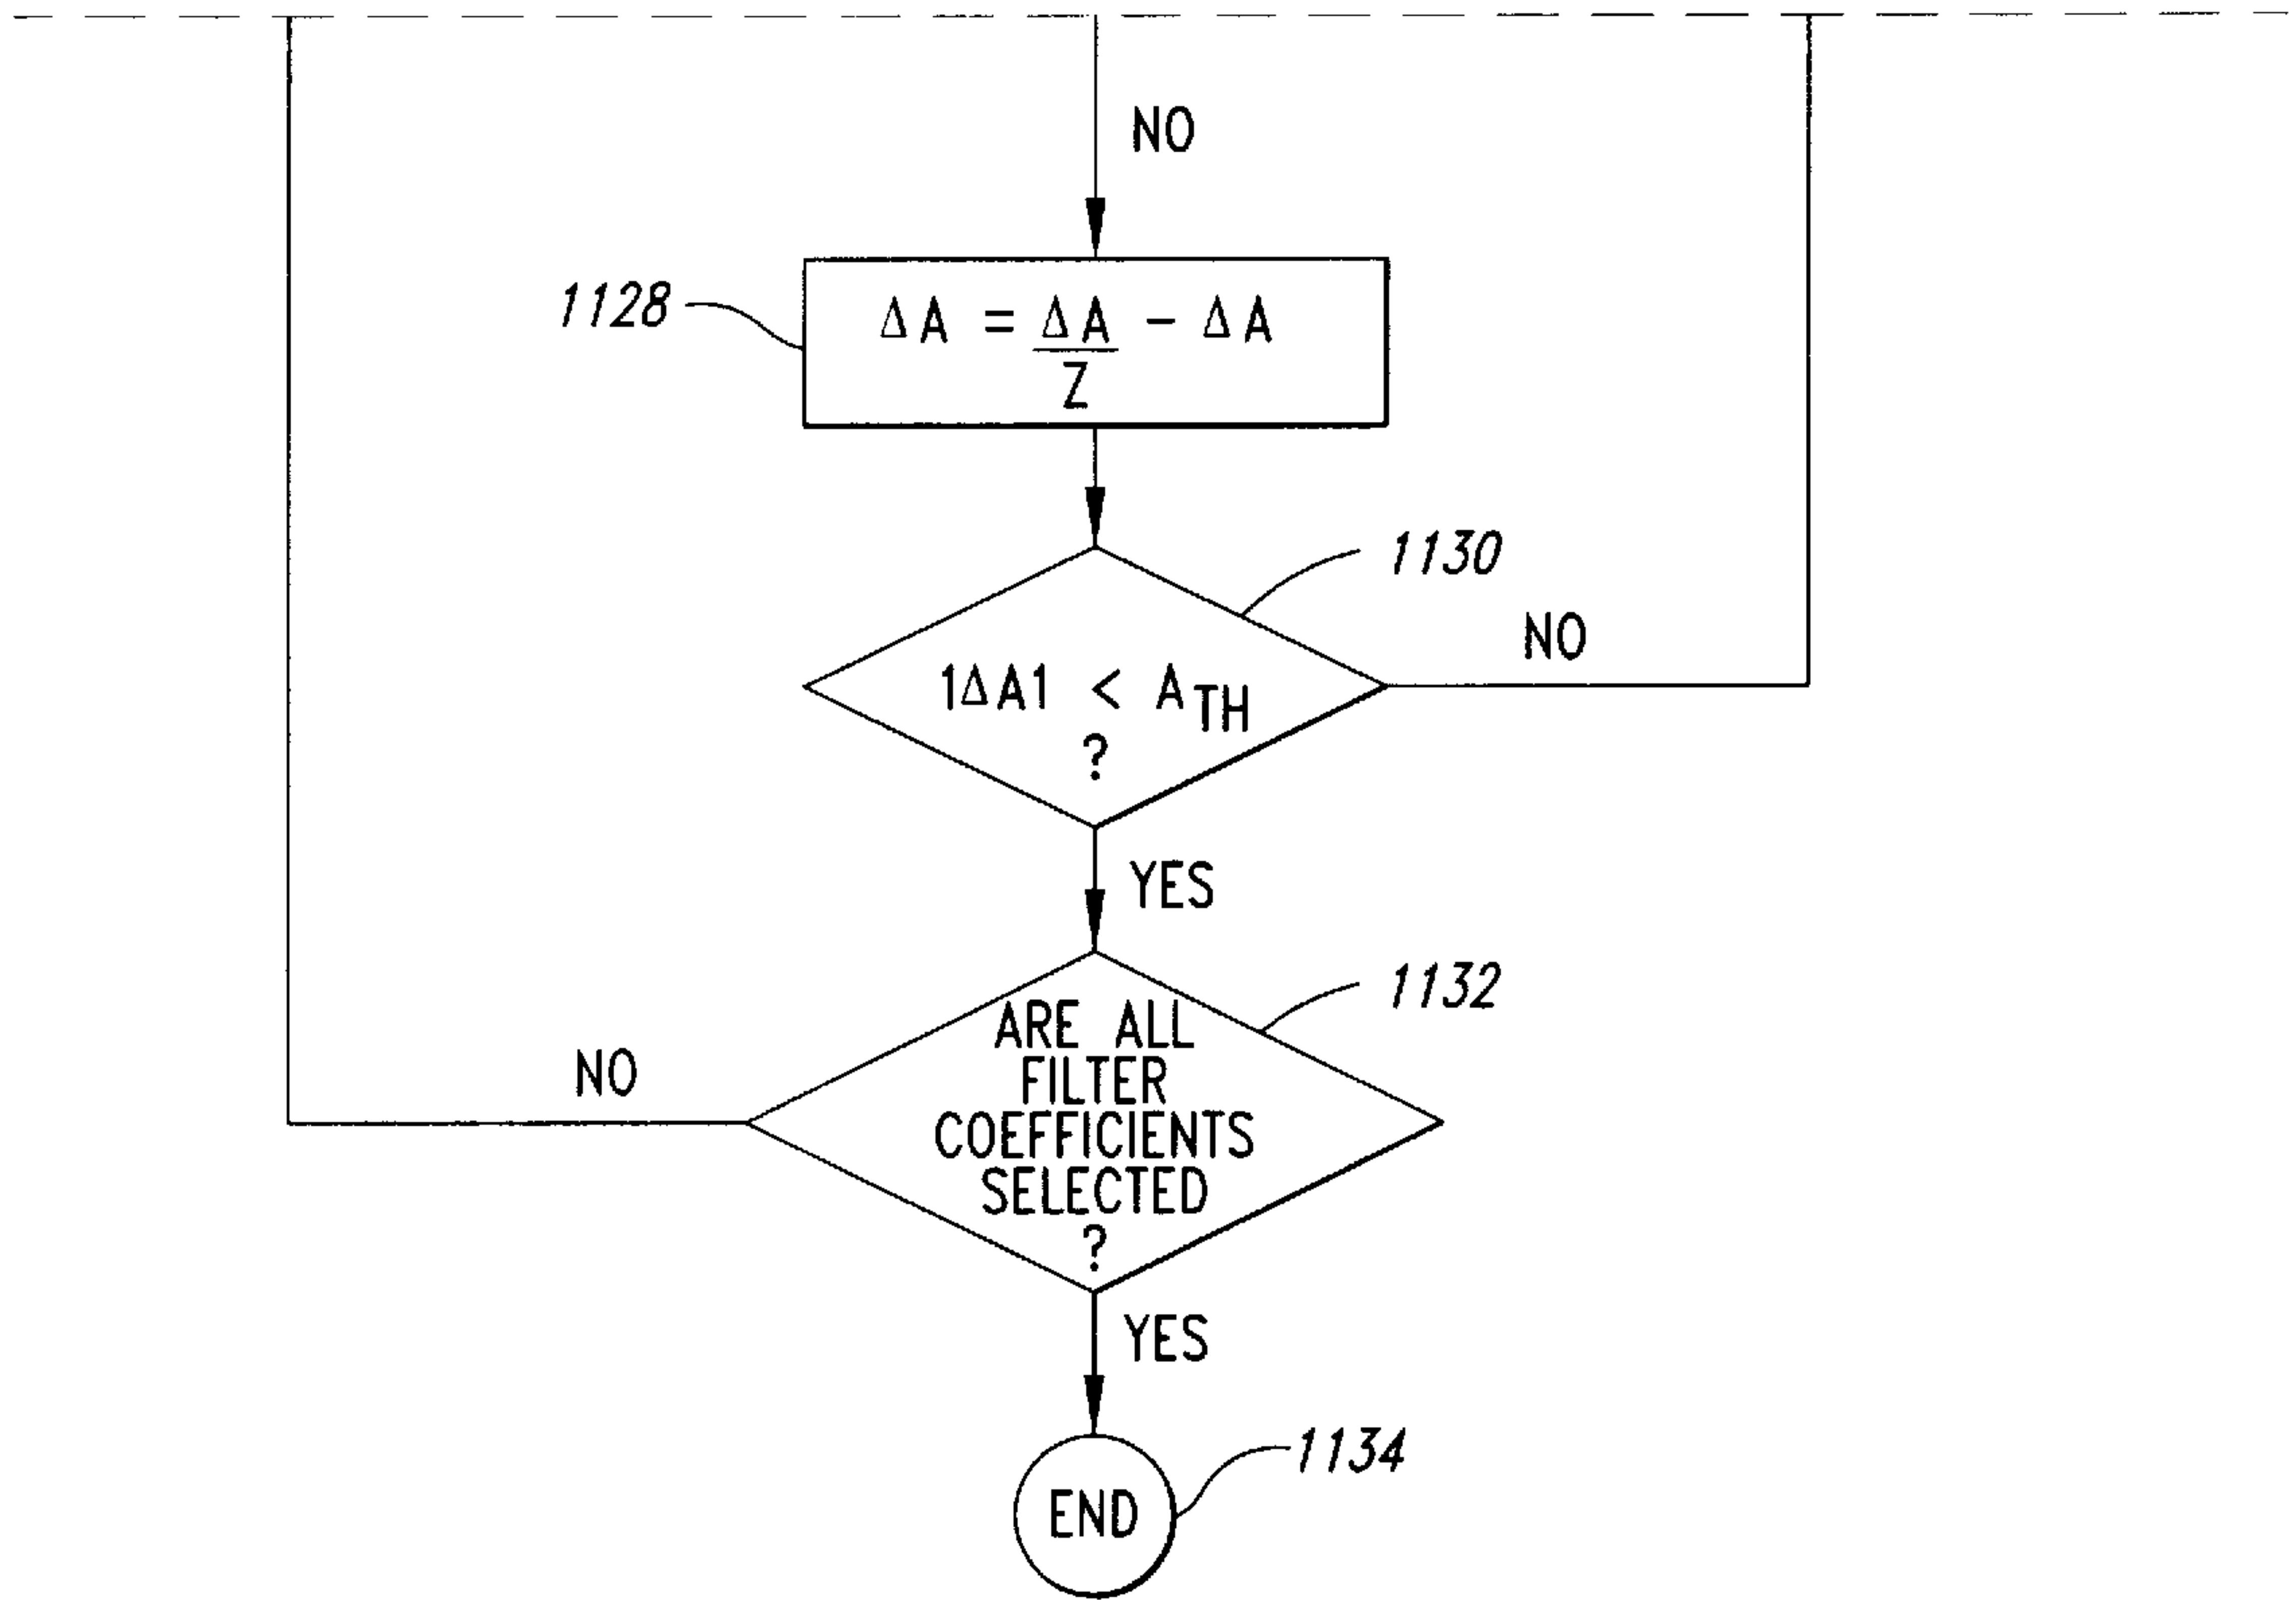 NO
1128
ΔA = ΔA - ΔA
Z
1130
NO
1ΔA1 < ATH
?
YES
1132
NO
ARE ALL
FILTER
COEFFICIENTS
SELECTED
?
YES
1134
END